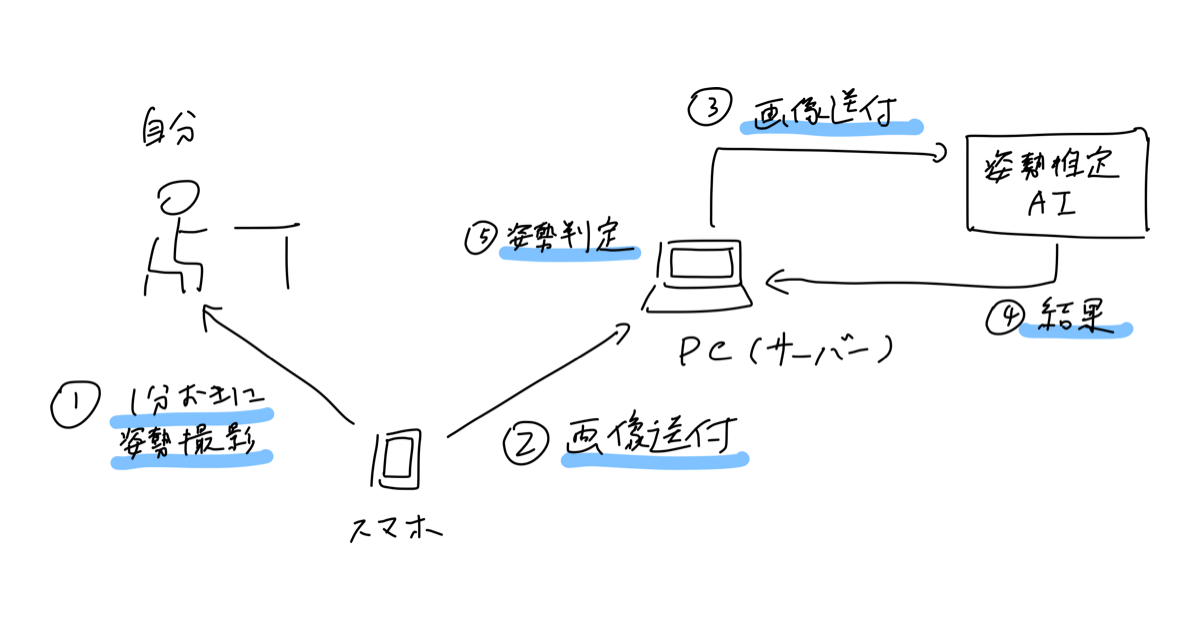 自分
① 1分おきに
姿勢撮影
スマホ
② 画像送付
PC(サーバー)
③ 画像送付
姿勢推定
AI
④ 結果
⑤ 姿勢判定